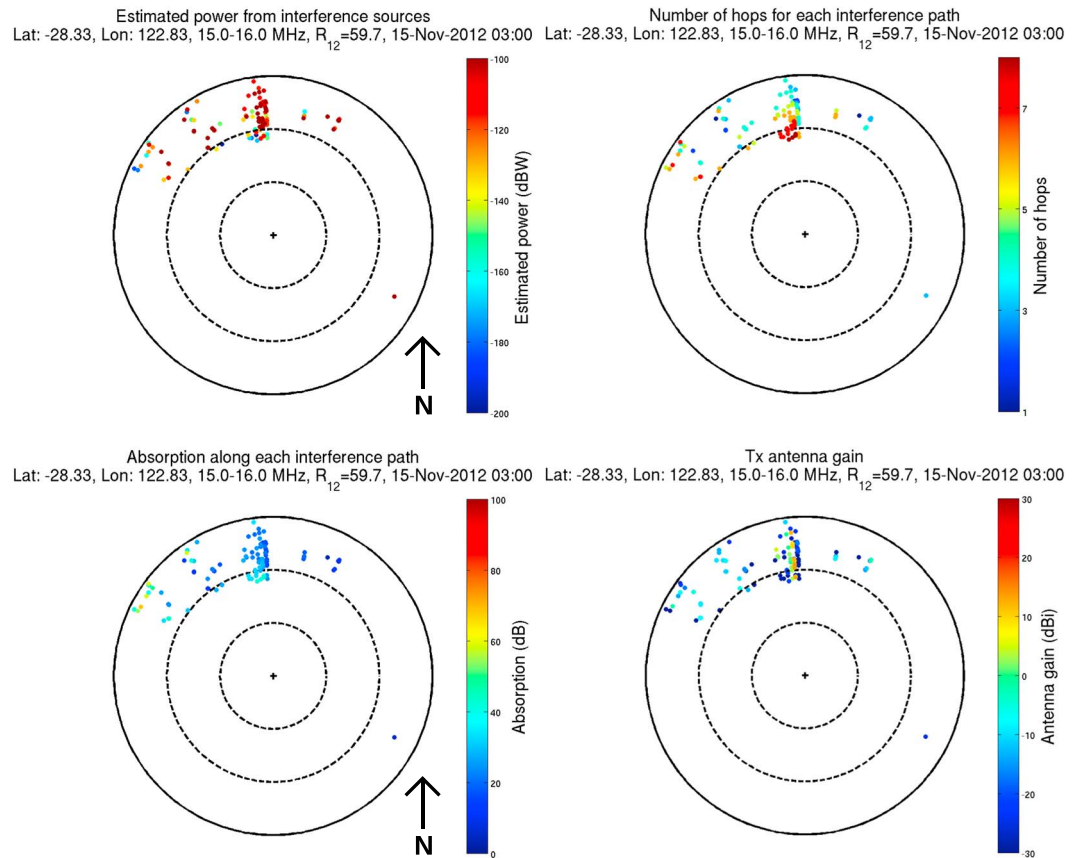 Estimated power from interference sources
Lat: -28.33, Lon: 122.83, 15.0-16.0 MHz, R12=59.7, 15-Nov-2012 03:00
-100
-120
-140
-160
-180
-200
Estimated power (dBW)
N
Number of hops for each interference path
Lat: -28.33, Lon: 122.83, 15.0-16.0 MHz, R12=59.7, 15-Nov-2012 03:00
7
5
3
1
Number of hops
Absorption along each interference path
Lat: -28.33, Lon: 122.83, 15.0-16.0 MHz, R12=59.7, 15-Nov-2012 03:00
100
80
60
40
20
0
Absorption (dB)
N
Tx antenna gain
Lat: -28.33, Lon: 122.83, 15.0-16.0 MHz, R12=59.7, 15-Nov-2012 03:00
30
20
10
0
-10
-20
-30
Antenna gain (dBi)